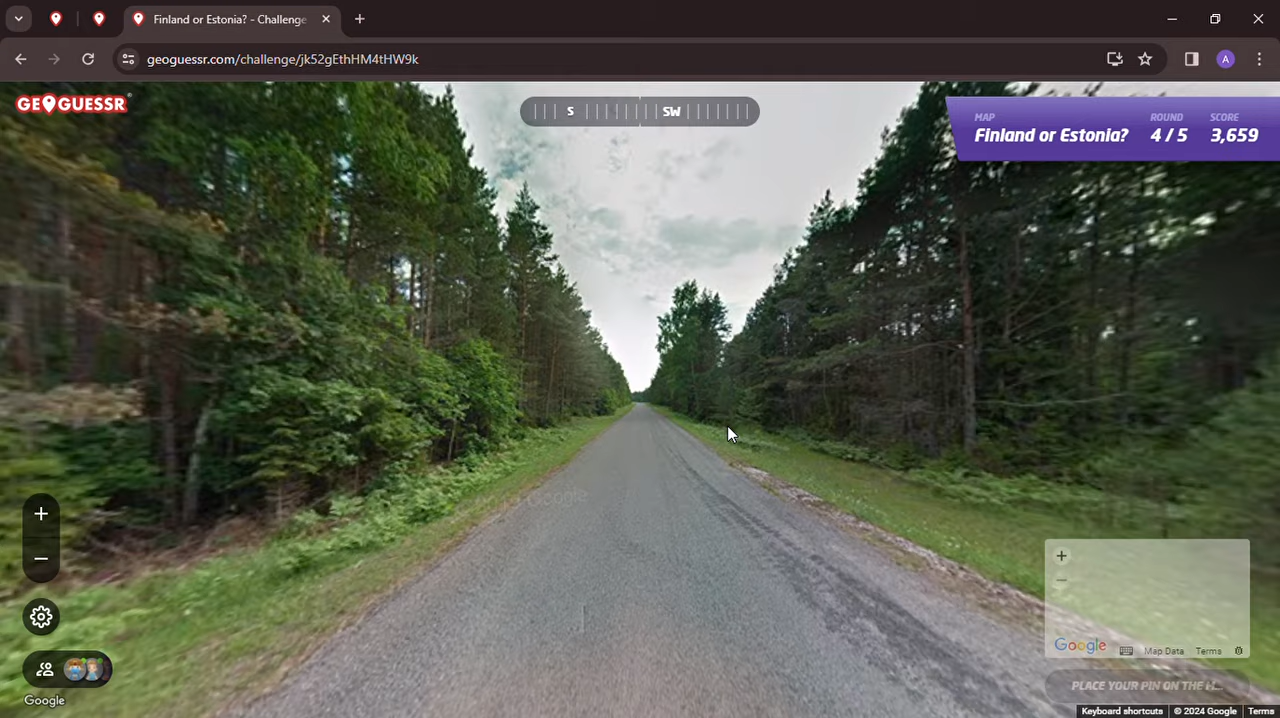 Finland or Estonia? - Challenge
geoguessr.com/challenge/jk52gEthHM4tHW9k
A
GEOGUESSR
S
SW
MAP
ROUND
SCORE
Finland or Estonia?
4 / 5
3,659
Google
Google
Google
Map Data
Terms
PLACE YOUR PIN ON THE M...
Keyboard shortcuts
© 2024 Google
Terms